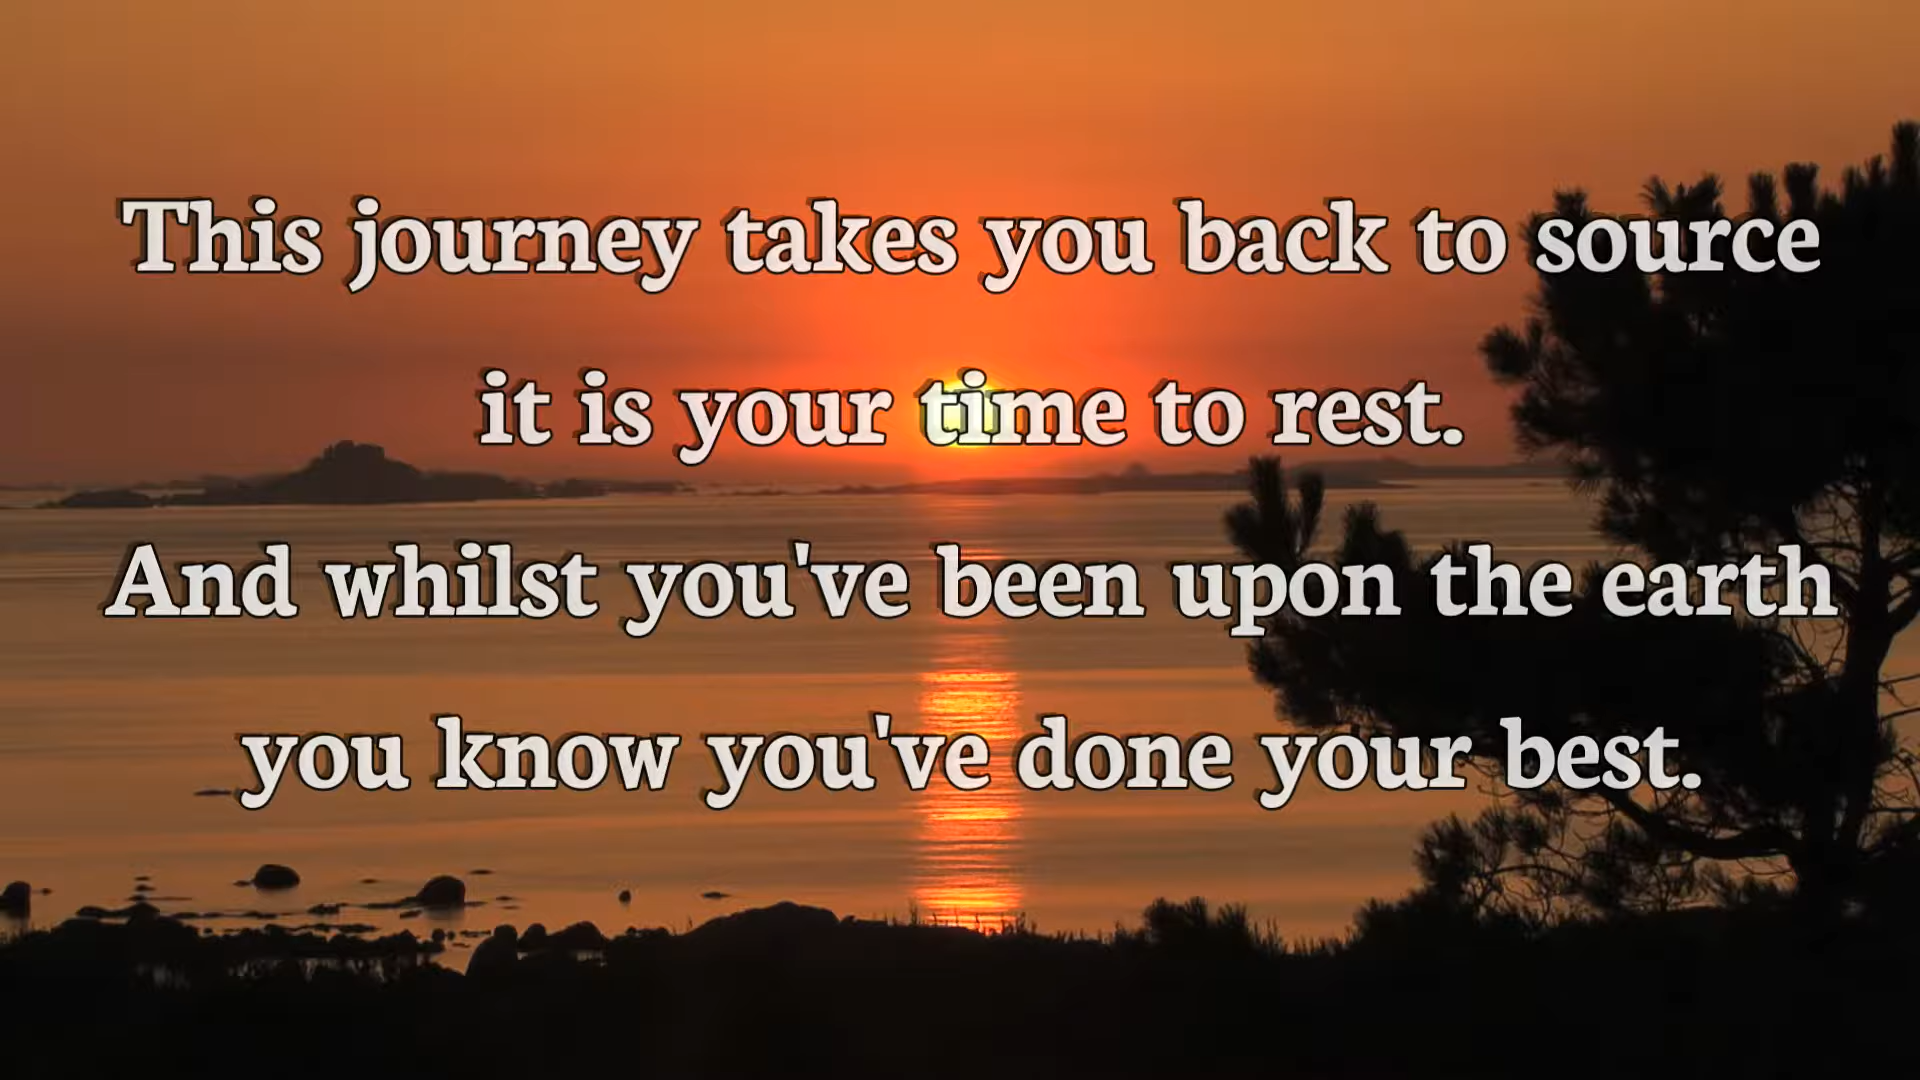 This journey takes you back to source
it is your time to rest.
And whilst you've been upon the earth
you know you've done your best.